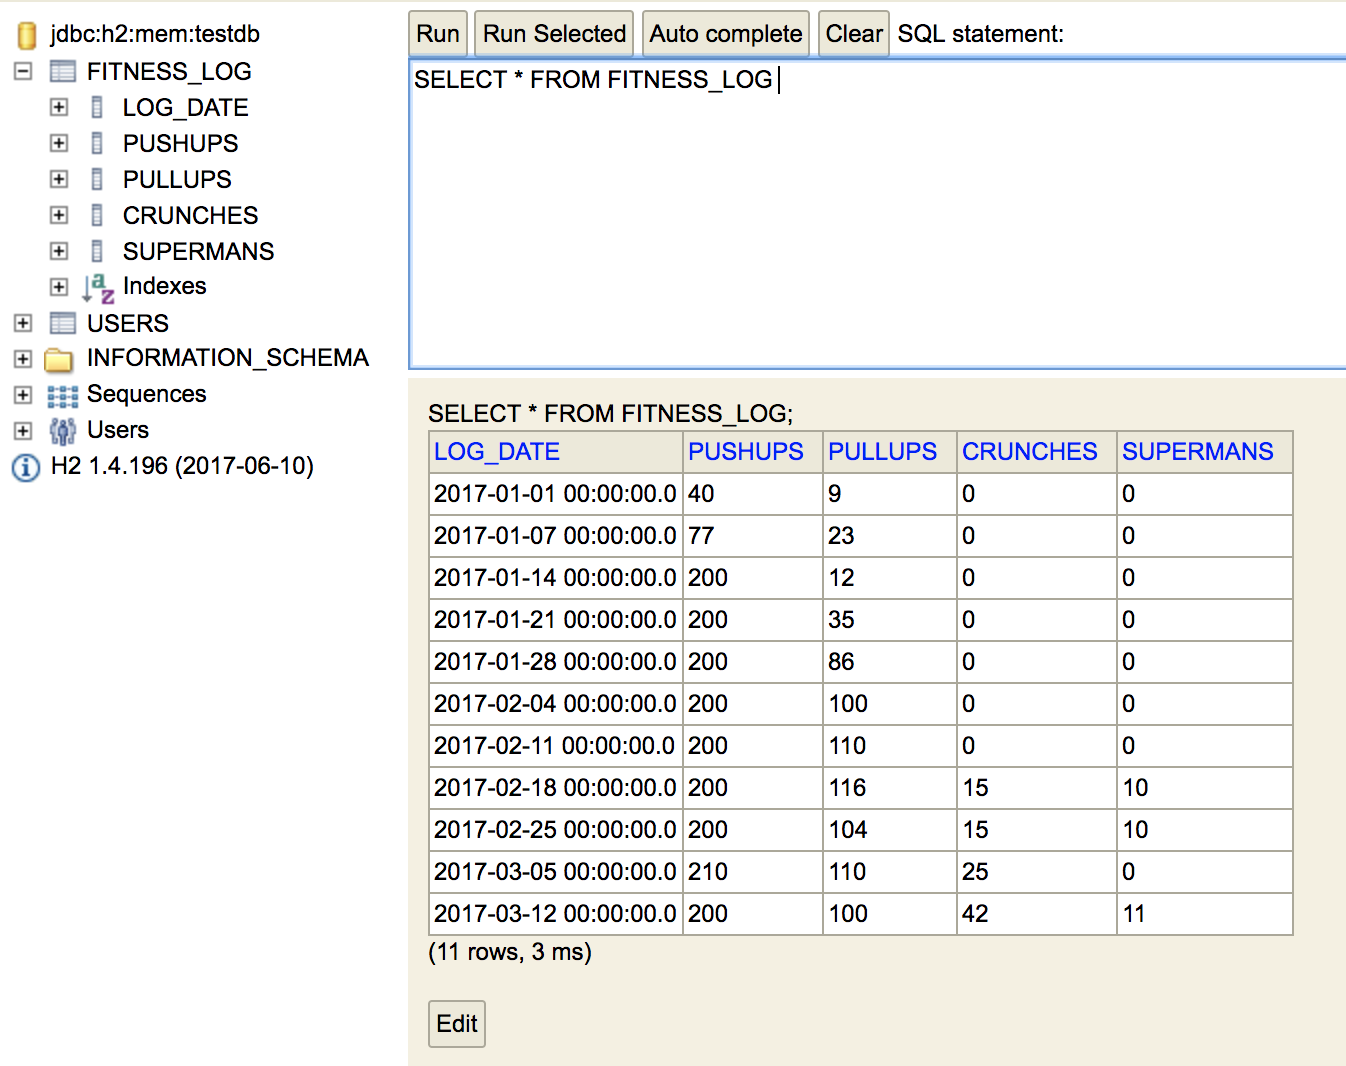 jdbc:h2:mem:testdb
FITNESS_LOG
LOG_DATE
PUSHUPS
PULLUPS
CRUNCHES
SUPERMANS
Indexes
USERS
INFORMATION_SCHEMA
Sequences
Users
H2 1.4.196 (2017-06-10)
Run Run Selected Auto complete Clear SQL statement:
SELECT * FROM FITNESS_LOG
SELECT * FROM FITNESS_LOG;
LOG_DATE PUSHUPS PULLUPS CRUNCHES SUPERMANS
2017-01-01 00:00:00.0 40 9 0 0
2017-01-07 00:00:00.0 77 23 0 0
2017-01-14 00:00:00.0 200 12 0 0
2017-01-21 00:00:00.0 200 35 0 0
2017-01-28 00:00:00.0 200 86 0 0
2017-02-04 00:00:00.0 200 100 0 0
2017-02-11 00:00:00.0 200 110 0 0
2017-02-18 00:00:00.0 200 116 15 10
2017-02-25 00:00:00.0 200 104 15 10
2017-03-05 00:00:00.0 210 110 25 0
2017-03-12 00:00:00.0 200 100 42 11
(11 rows, 3 ms)
Edit